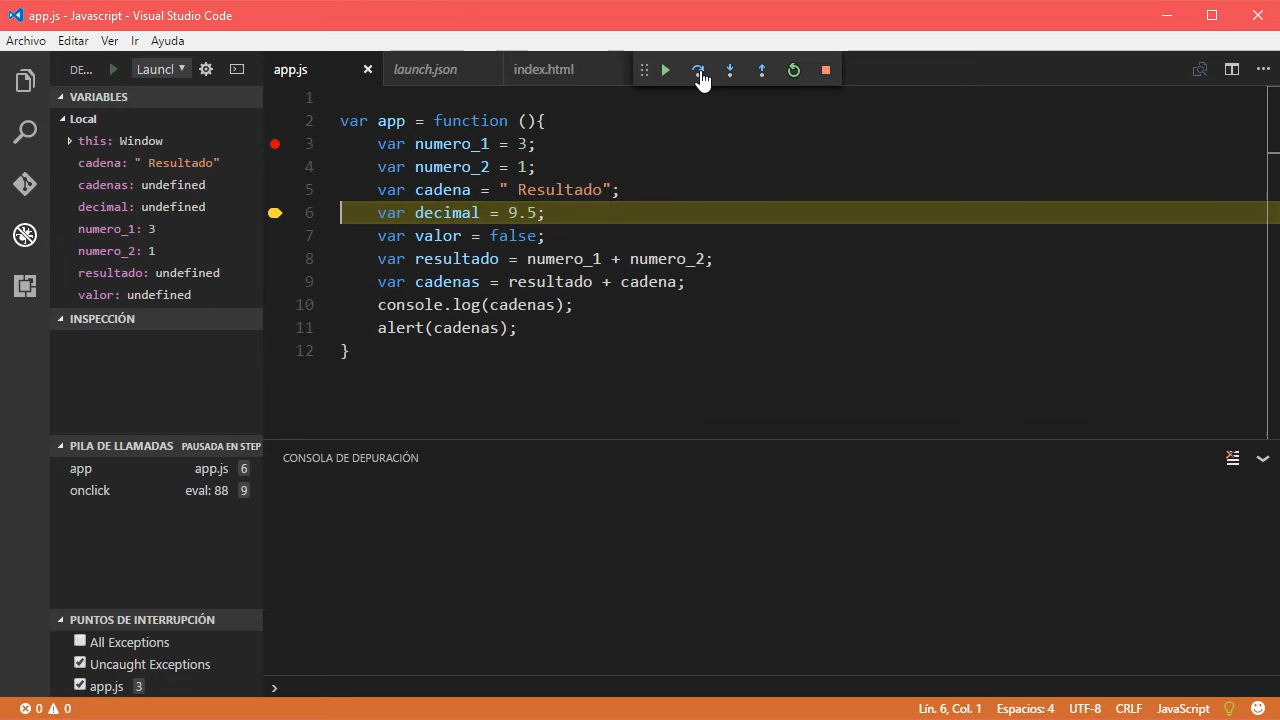 app.js - Javascript - Visual Studio Code
Archivo Editar Ver Ir Ayuda
DE... Launcl
app.js launch.json index.html
VARIABLES
Local
this: Window
cadena: " Resultado"
cadenas: undefined
decimal: undefined
numero_1: 3
numero_2: 1
resultado: undefined
valor: undefined
INSPECCIÓN
PILA DE LLAMADAS PAUSADA EN STEP
app app.js 6
onclick eval: 88 9
PUNTOS DE INTERRUPCIÓN
All Exceptions
Uncaught Exceptions
app.js 3
1
2 var app = function (){
3 var numero_1 = 3;
4 var numero_2 = 1;
5 var cadena = " Resultado";
6 var decimal = 9.5;
7 var valor = false;
8 var resultado = numero_1 + numero_2;
9 var cadenas = resultado + cadena;
10 console.log(cadenas);
11 alert(cadenas);
12 }
CONSOLA DE DEPURACIÓN
0 0
Lín. 6, Col. 1 Espacios: 4 UTF-8 CRLF JavaScript